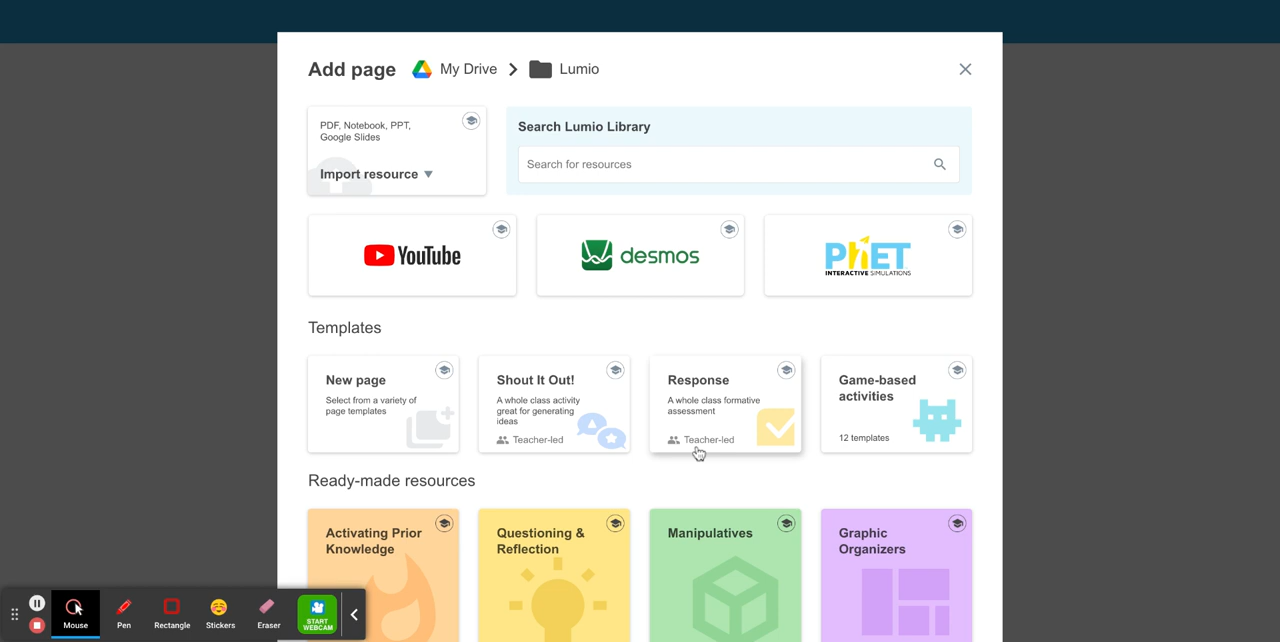 Add page My Drive Lumio
PDF, Notebook, PPT,
Google Slides
Import resource
Search Lumio Library
Search for resources
YouTube
desmos
PhET
INTERACTIVE SIMULATIONS
Templates
New page
Select from a variety of
page templates
Shout It Out!
A whole class activity
great for generating
ideas
Teacher-led
Response
A whole class formative
assessment
Teacher-led
Game-based
activities
12 templates
Ready-made resources
Activating Prior
Knowledge
Questioning &
Reflection
Manipulatives
Graphic
Organizers
Mouse
Pen
Rectangle
Stickers
Eraser
START
WEBCAM